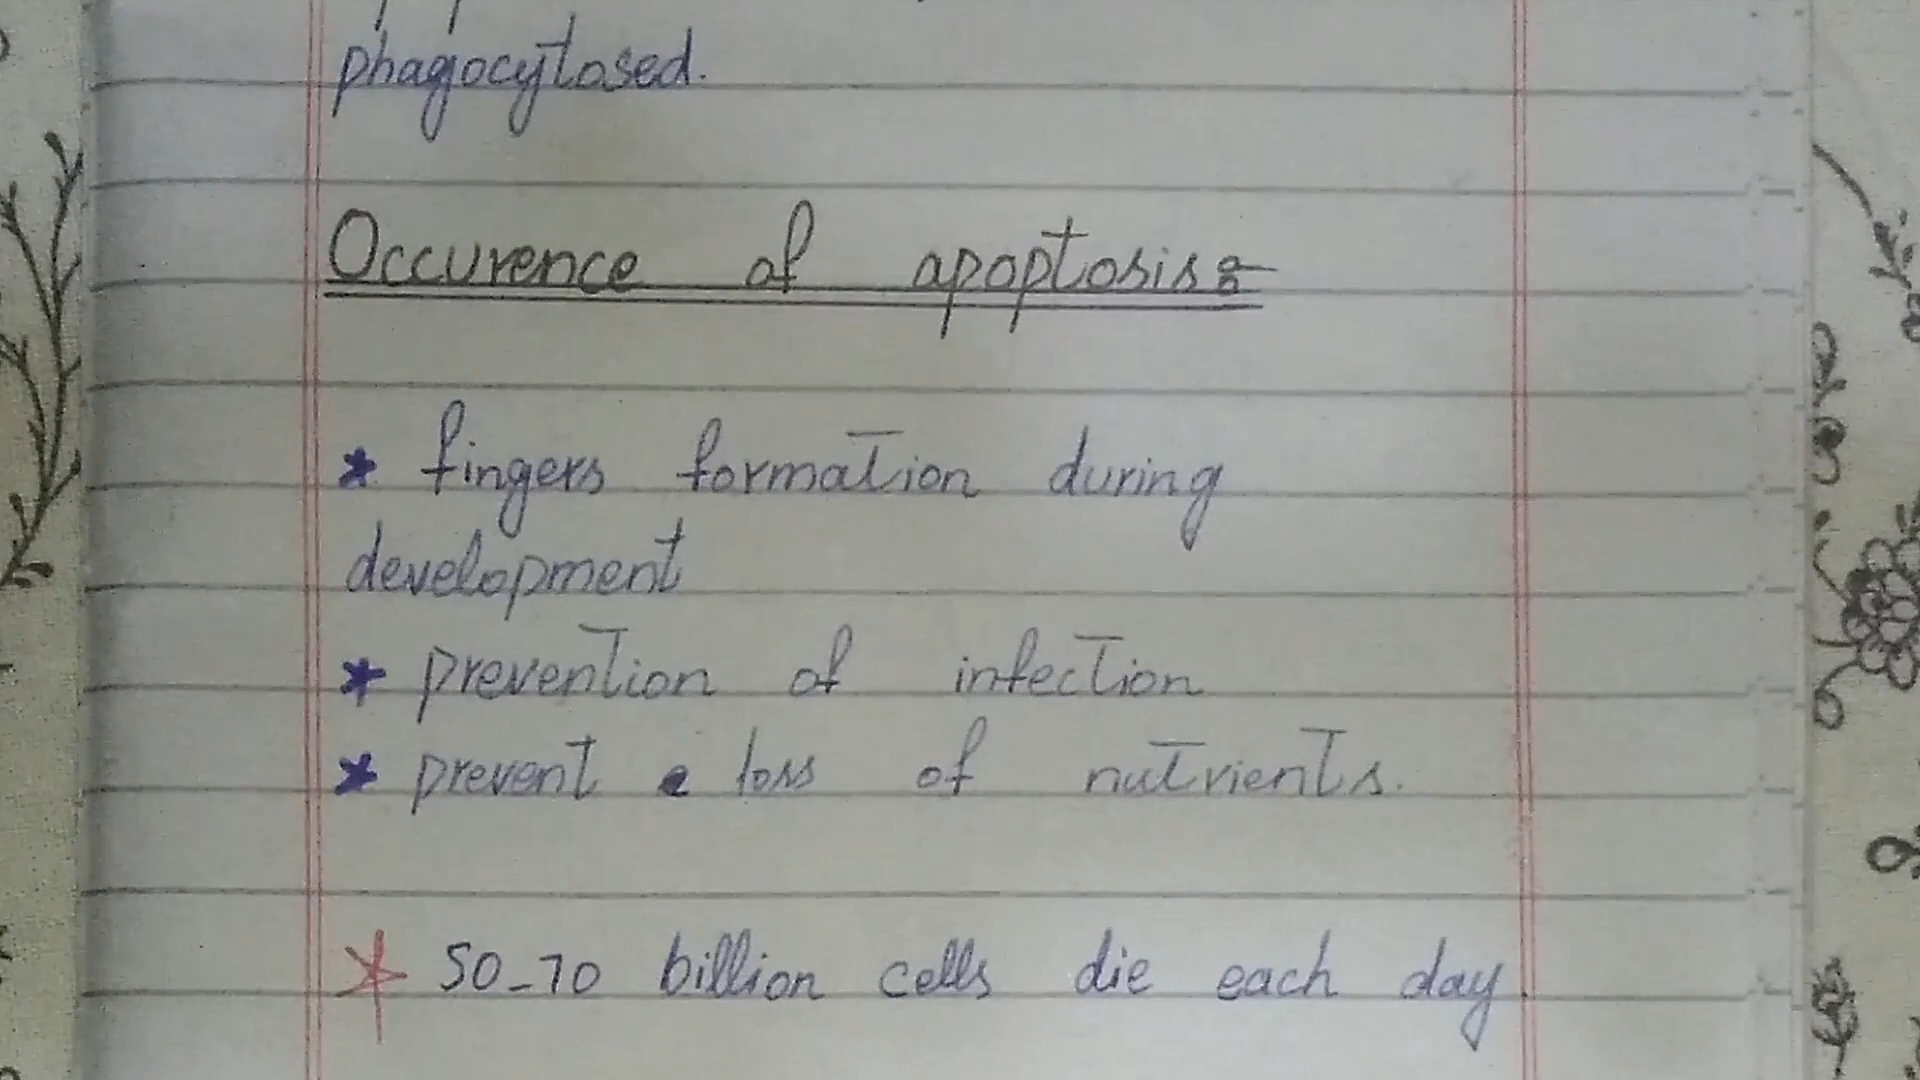 phagocytosed.
Occurence of apoptosis:-
* fingers formation during
development
* prevention of infection
* prevent loss of nutrients.
* 50-70 billion cells die each day.